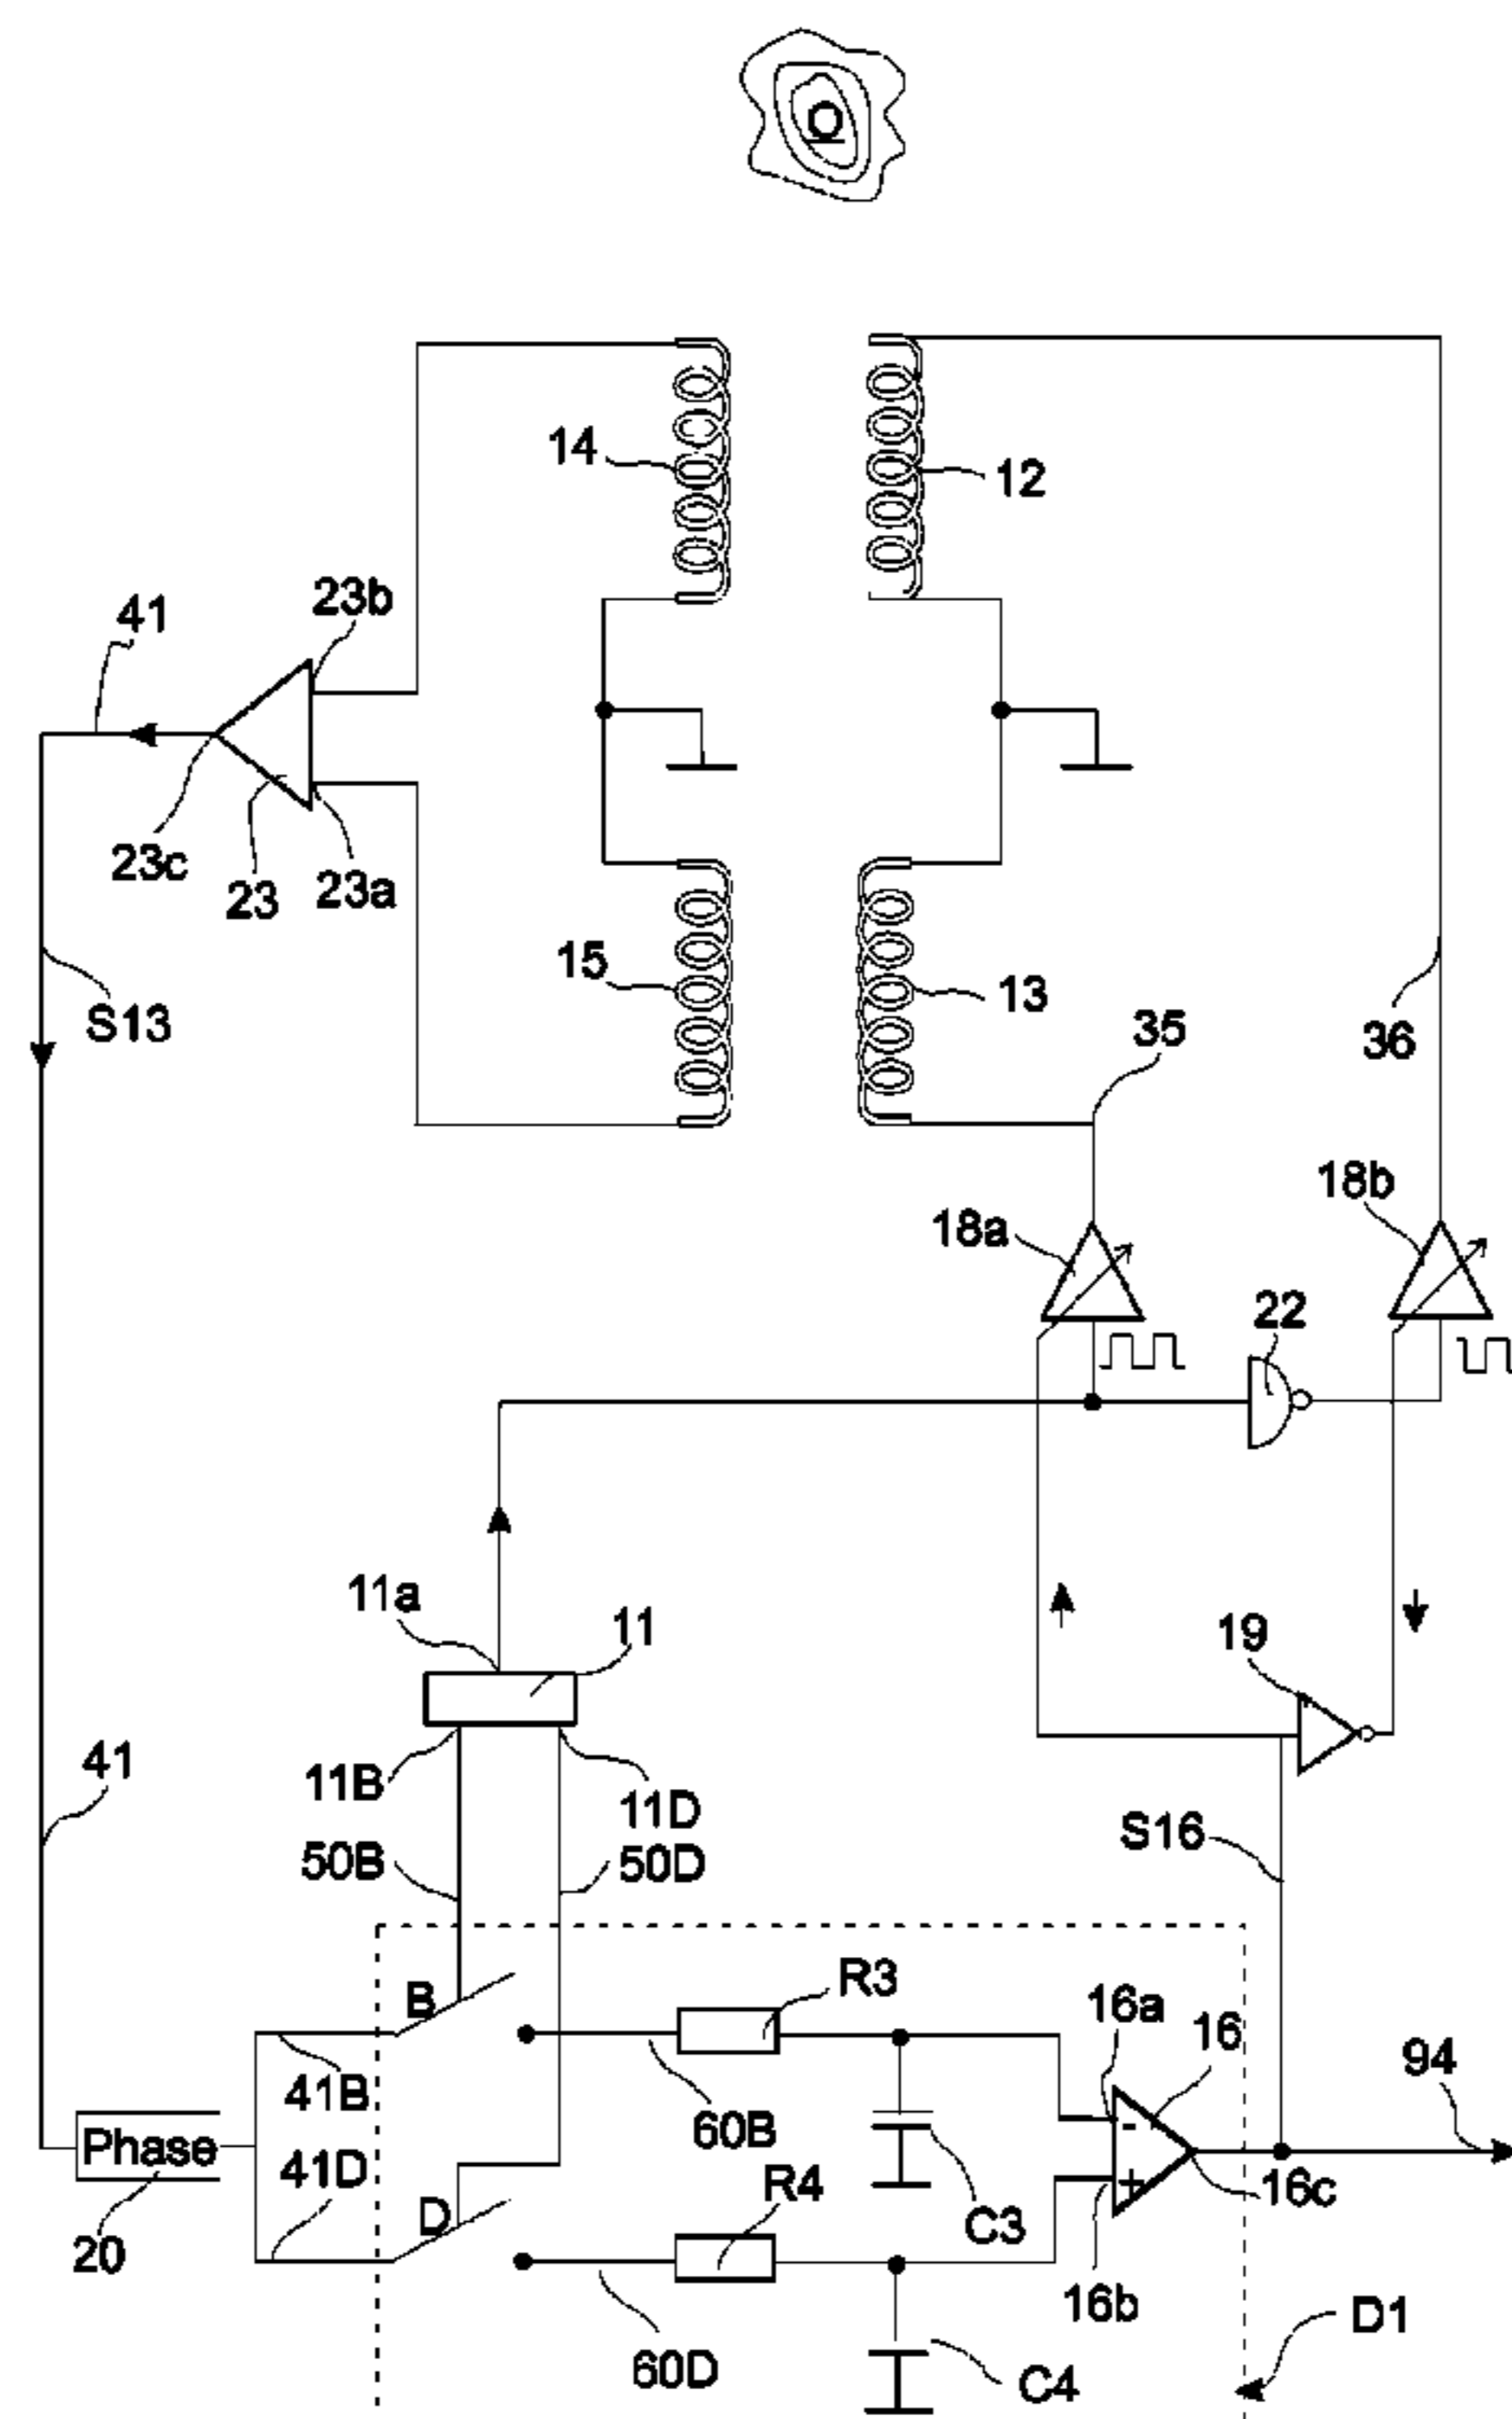 O
14
12
23b
41
23c
23
23a
15
13
S13
35
36
18b
18a
22
11a
11
19
41
11B
11D
S16
50B
50D
B
R3
16a
16
94
41B
60B
Phase
-
+
16c
41D
R4
D
C3
20
16b
D1
60D
C4